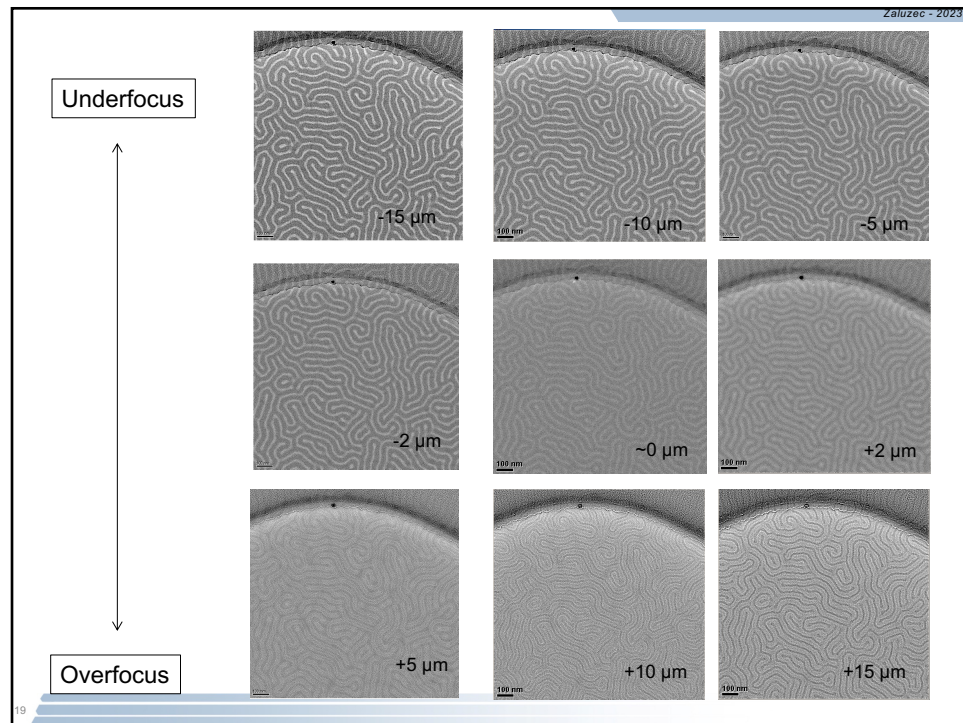 Zaluzec - 2023
Underfocus
-15 µm
-10 µm
100 nm
-5 µm
-2 µm
~0 µm
100 nm
+2 µm
100 nm
+5 µm
+10 µm
100 nm
+15 µm
100 nm
Overfocus
19